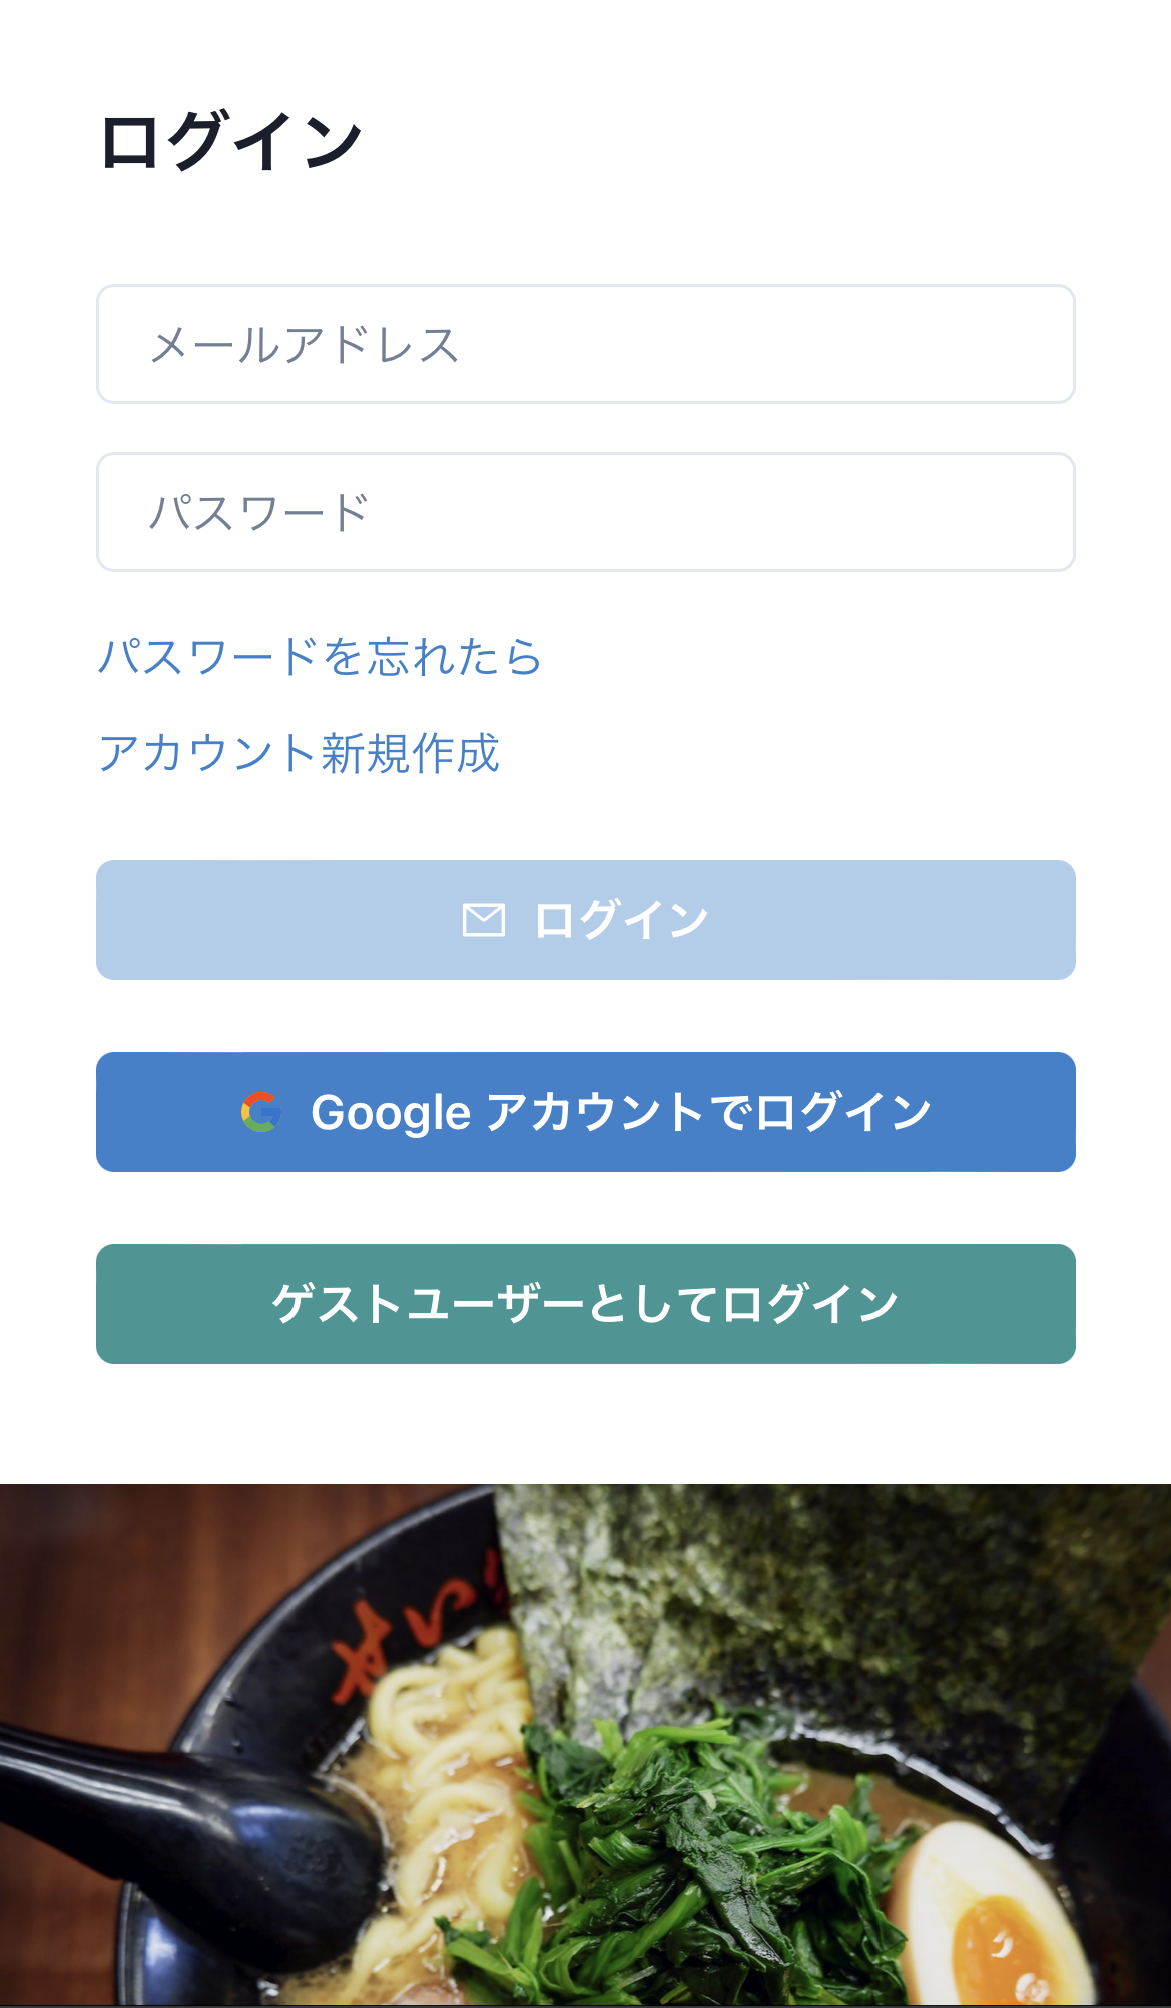 ログイン
メールアドレス
パスワード
パスワードを忘れたら
アカウント新規作成
ログイン
Google アカウントでログイン
ゲストユーザーとしてログイン